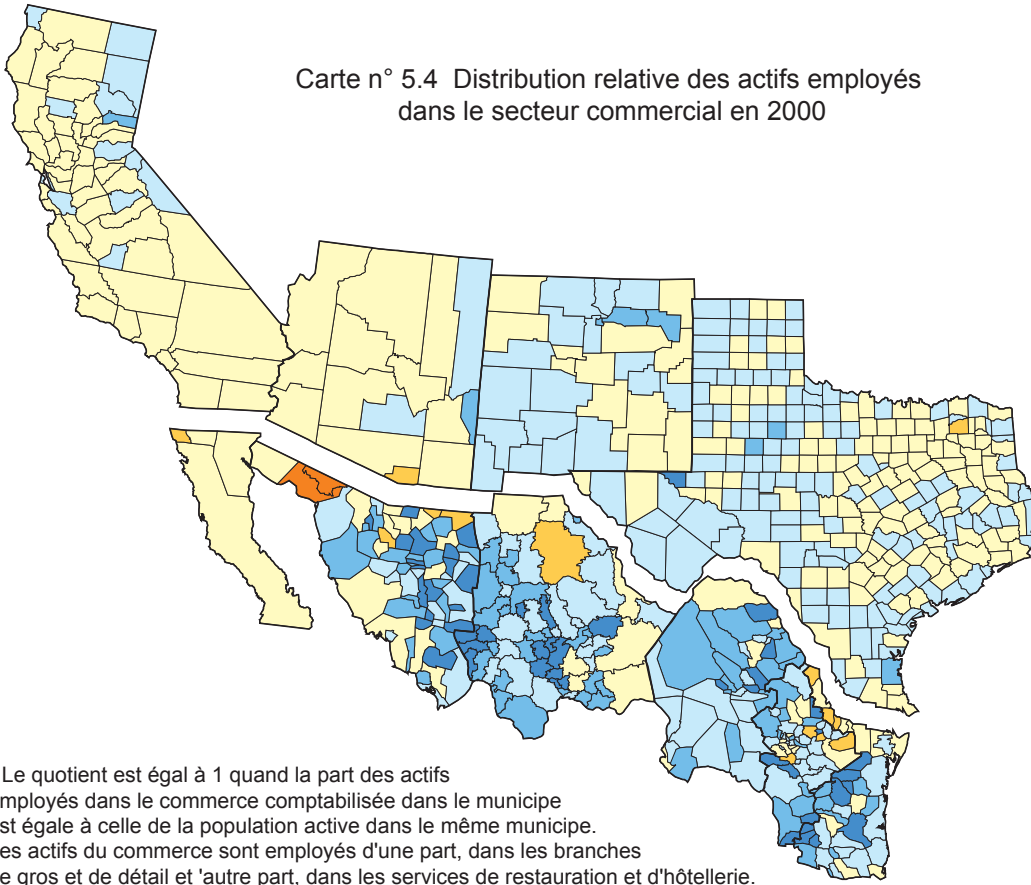 Carte n° 5.4 Distribution relative des actifs employés
dans le secteur commercial en 2000
Le quotient est égal à 1 quand la part des actifs
mployés dans le commerce comptabilisée dans le municipe
st égale à celle de la population active dans le même municipe.
es actifs du commerce sont employés d'une part, dans les branches
e gros et de détail et 'autre part, dans les services de restauration et d'hôtellerie.